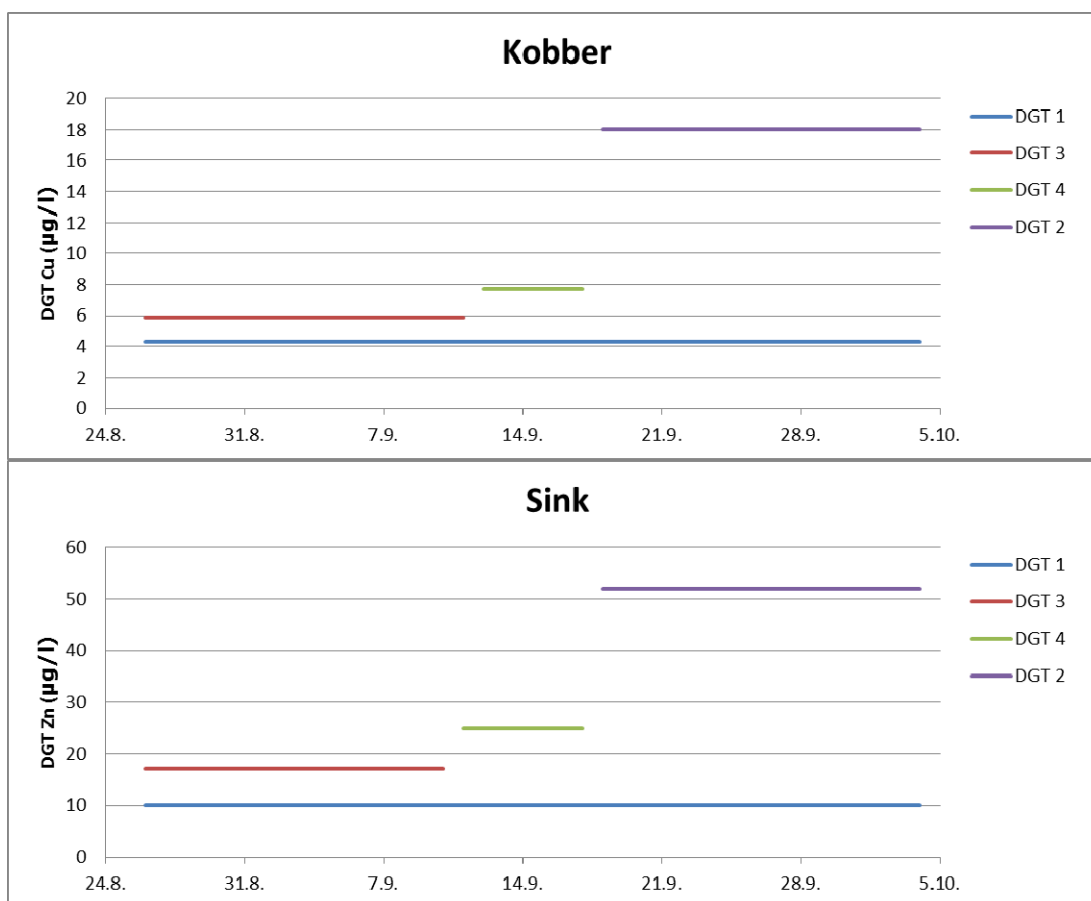 Kobber
DGT Cu (µg/l)
20
18
16
14
12
10
8
6
4
2
0
24.8.
31.8.
7.9.
14.9.
21.9.
28.9.
5.10.
DGT 1
DGT 3
DGT 4
DGT 2
Sink
DGT Zn (µg/l)
60
50
40
30
20
10
0
24.8.
31.8.
7.9.
14.9.
21.9.
28.9.
5.10.
DGT 1
DGT 3
DGT 4
DGT 2